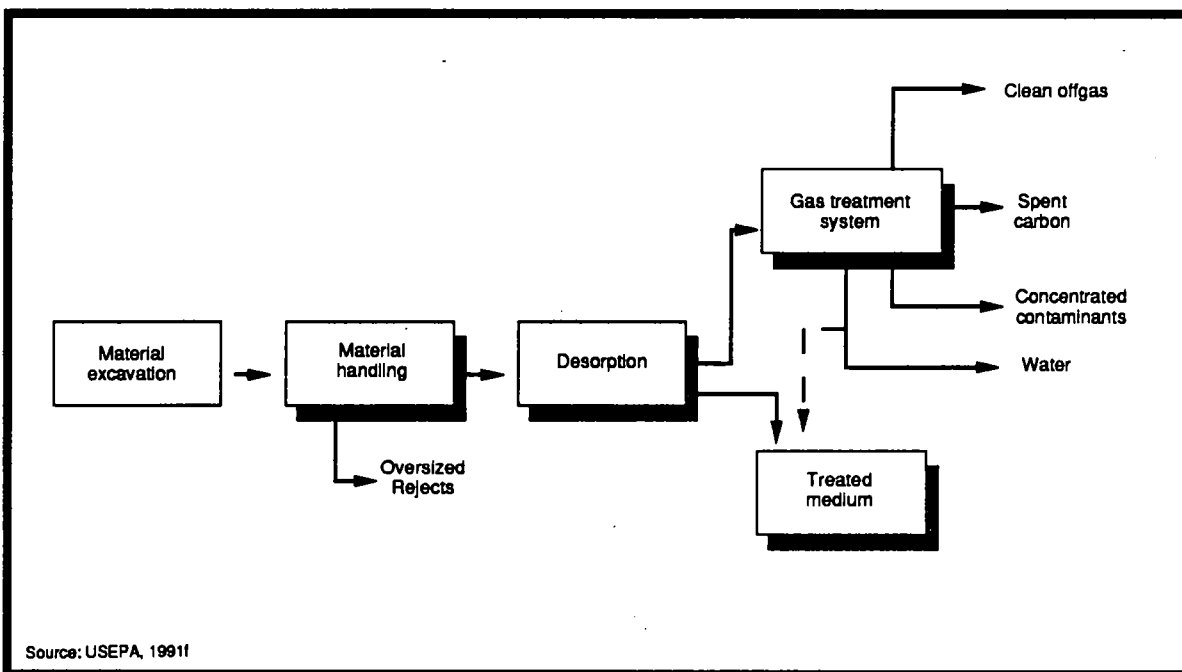 Clean offgas
Gas treatment
system
Spent
carbon
Concentrated
contaminants
Water
Material
excavation
Material
handling
Desorption
Oversized
Rejects
Treated
medium
Source: USEPA, 1991f